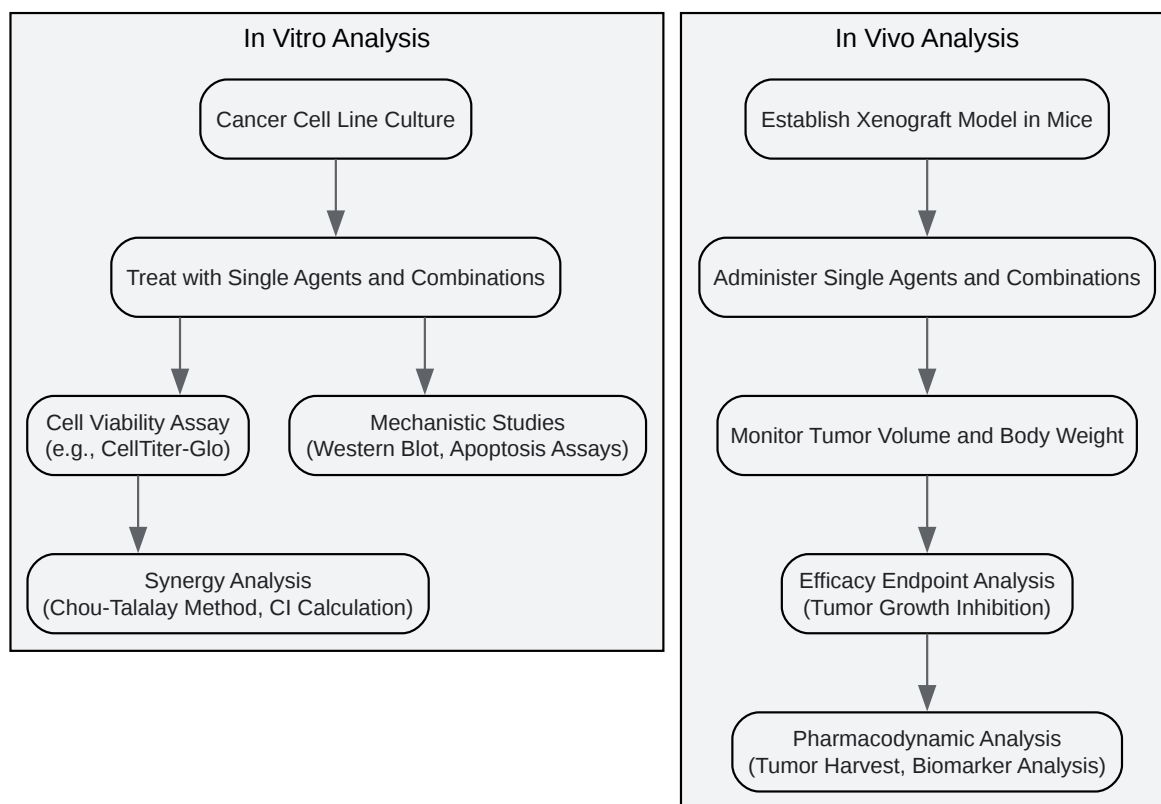 In Vitro Analysis
Cancer Cell Line Culture
Treat with Single Agents and Combinations
Cell Viability Assay
(e.g., CellTiter-Glo)
Mechanistic Studies
(Western Blot, Apoptosis Assays)
Synergy Analysis
(Chou-Talalay Method, CI Calculation)
In Vivo Analysis
Establish Xenograft Model in Mice
Administer Single Agents and Combinations
Monitor Tumor Volume and Body Weight
Efficacy Endpoint Analysis
(Tumor Growth Inhibition)
Pharmacodynamic Analysis
(Tumor Harvest, Biomarker Analysis)